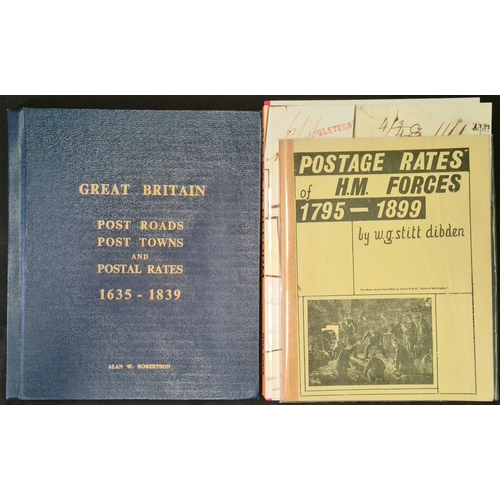 GREAT BRITAIN
POST ROADS
POST TOWNS
AND
POSTAL RATES
1635 - 1839
ALAN W. ROBERTSON
GLETERR
POSTAGE RATES
of H.M. FORCES
1795 — 1899
by w.g. stitt dibden